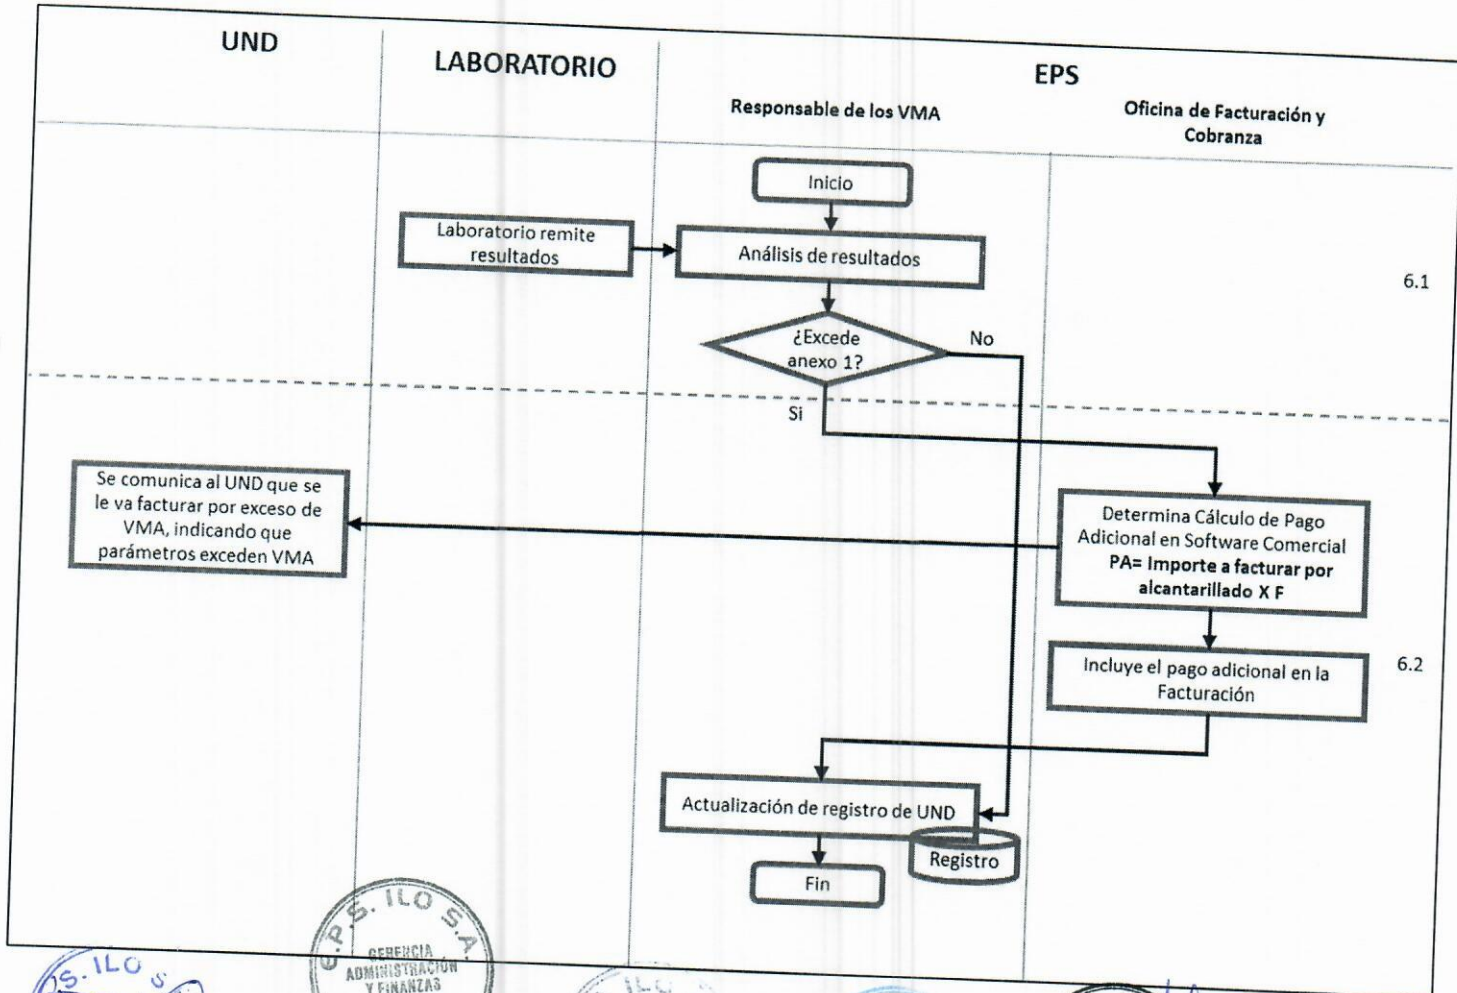 UND
LABORATORIO
EPS
Responsable de los VMA
Oficina de Facturación y
Cobranza
Inicio
Laboratorio remite
resultados
Análisis de resultados
6.1
¿Excede
anexo 1?
No
Si
Se comunica al UND que se
le va facturar por exceso de
VMA, indicando que
parámetros exceden VMA
Determina Cálculo de Pago
Adicional en Software Comercial
PA= Importe a facturar por
alcantarillado X F
Incluye el pago adicional en la
Facturación
6.2
Actualización de registro de UND
Registro
Fin
E.P.S. ILO S.A.
GERENCIA
ADMINISTRACIÓN
Y FINANZAS
PS. ILO S
ILO